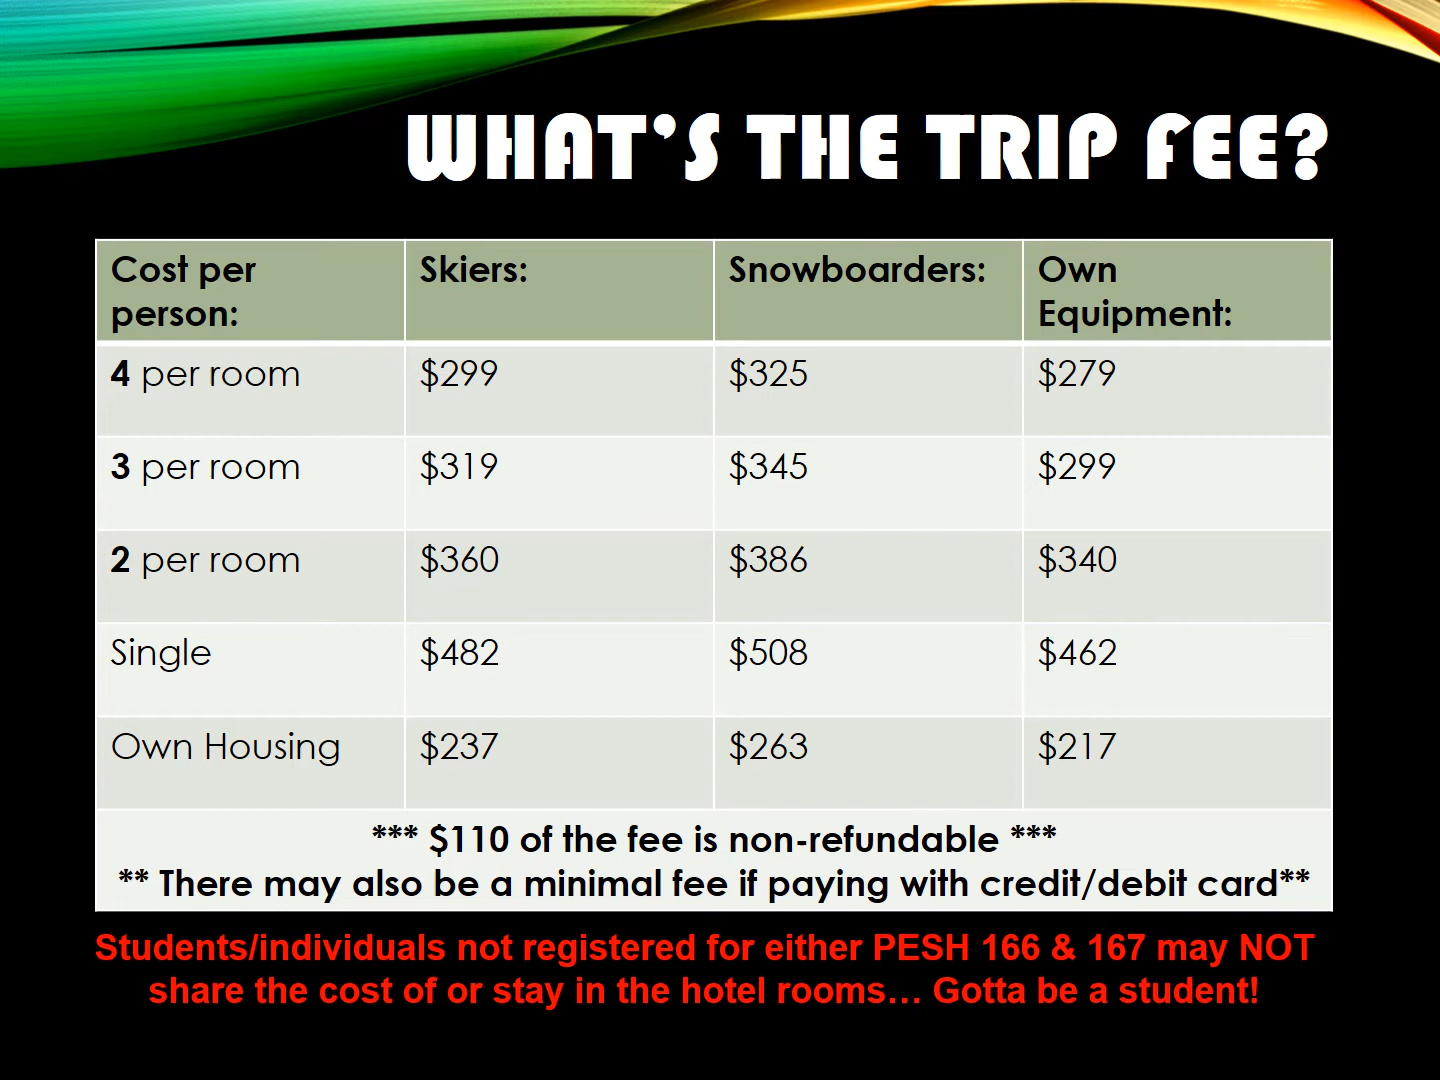 WHAT'S THE TRIP FEE?
Cost per person: Skiers: Snowboarders: Own Equipment:
4 per room $299 $325 $279
3 per room $319 $345 $299
2 per room $360 $386 $340
Single $482 $508 $462
Own Housing $237 $263 $217
*** $110 of the fee is non-refundable ***
** There may also be a minimal fee if paying with credit/debit card**
Students/individuals not registered for either PESH 166 & 167 may NOT
share the cost of or stay in the hotel rooms… Gotta be a student!